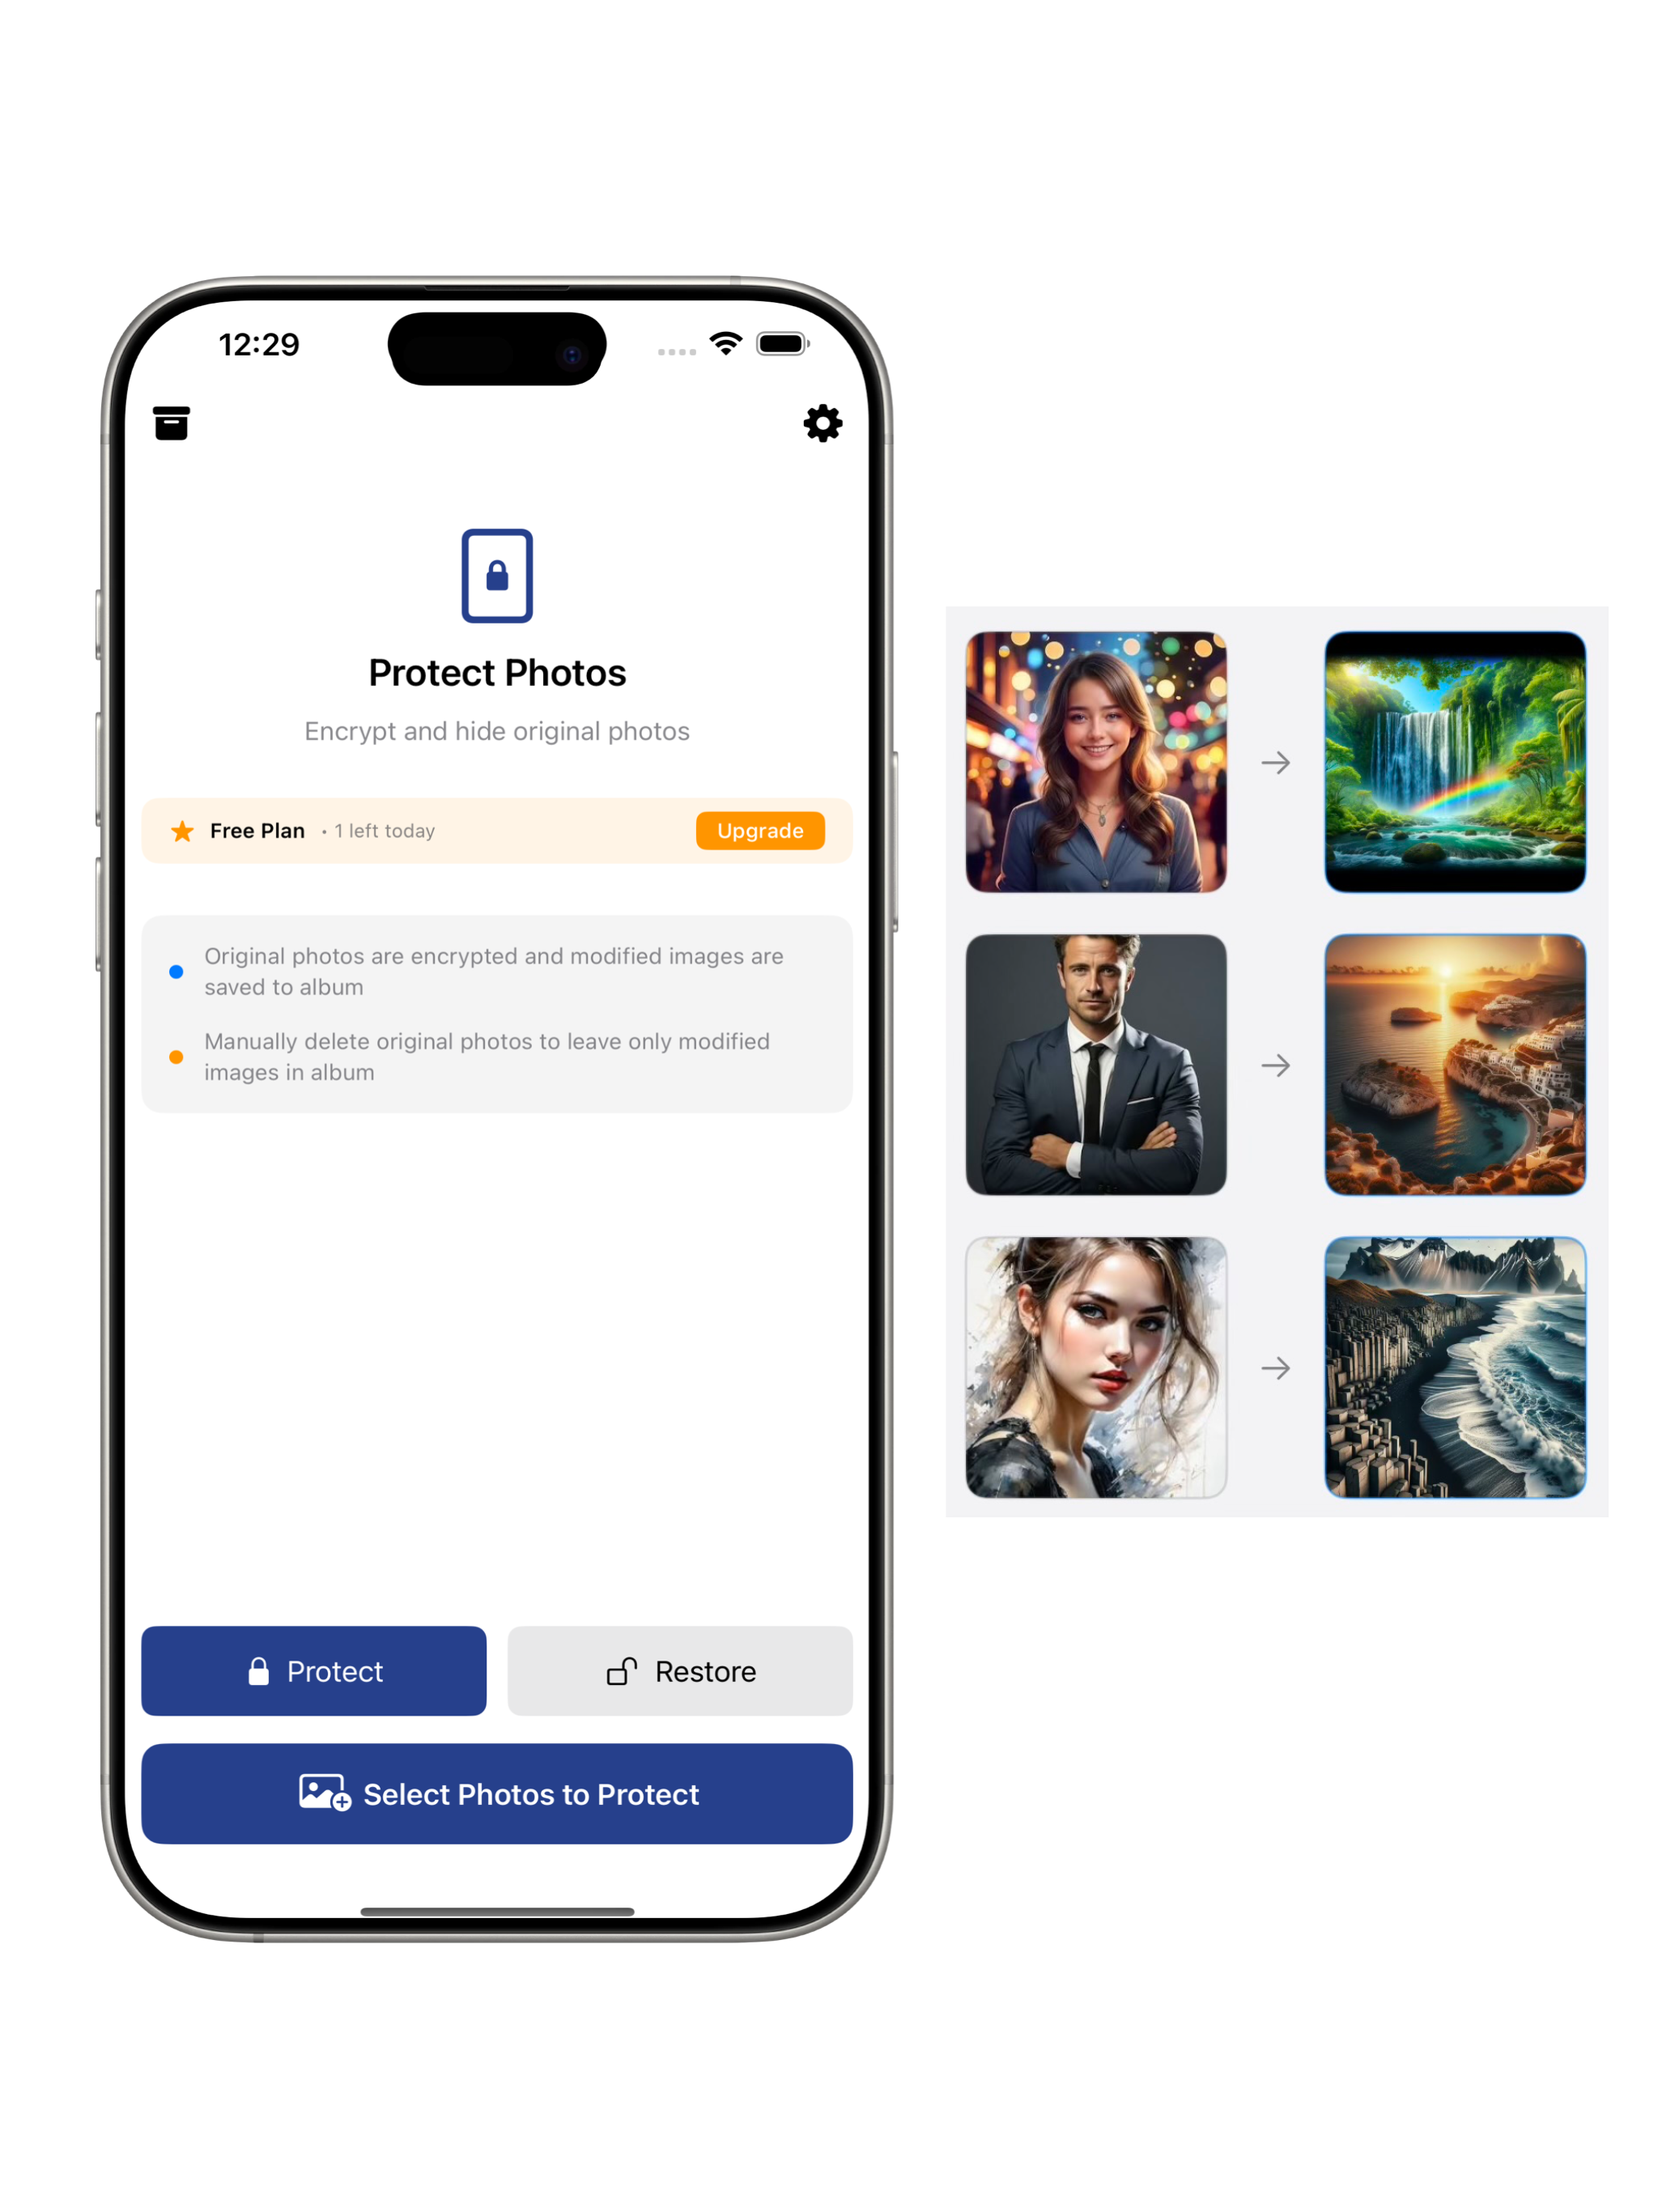 12:29
Protect Photos
Encrypt and hide original photos
Free Plan • 1 left today
Upgrade
Original photos are encrypted and modified images are
saved to album
Manually delete original photos to leave only modified
images in album
Protect
Restore
Select Photos to Protect